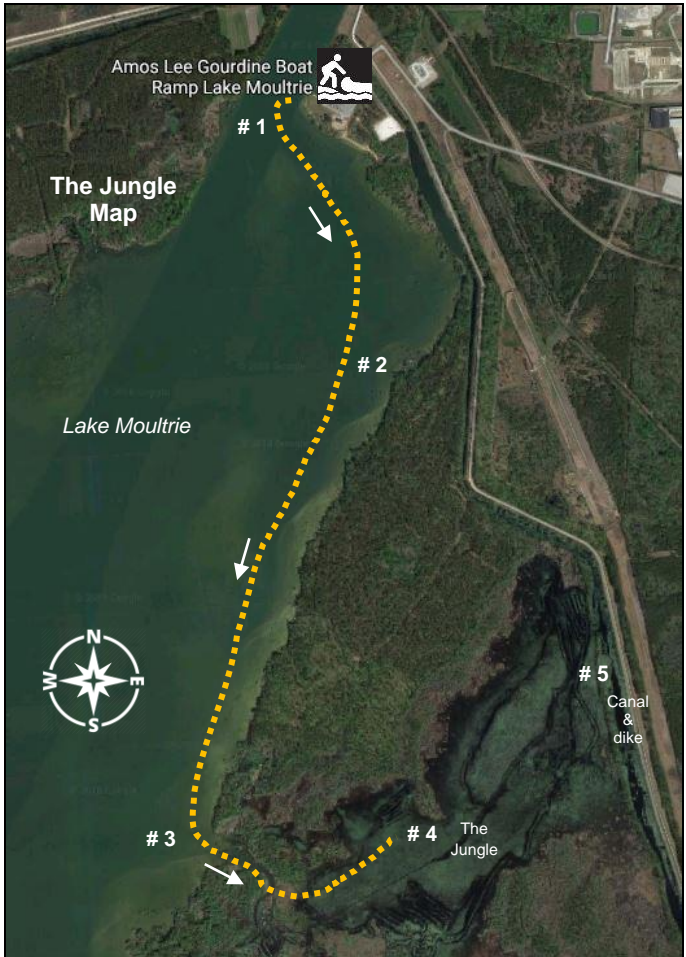 Amos Lee Gourdine Boat
Ramp Lake Moultrie
# 1
The Jungle
Map
# 2
Lake Moultrie
N
W
E
S
# 5
Canal
&
dike
# 3
# 4
The
Jungle